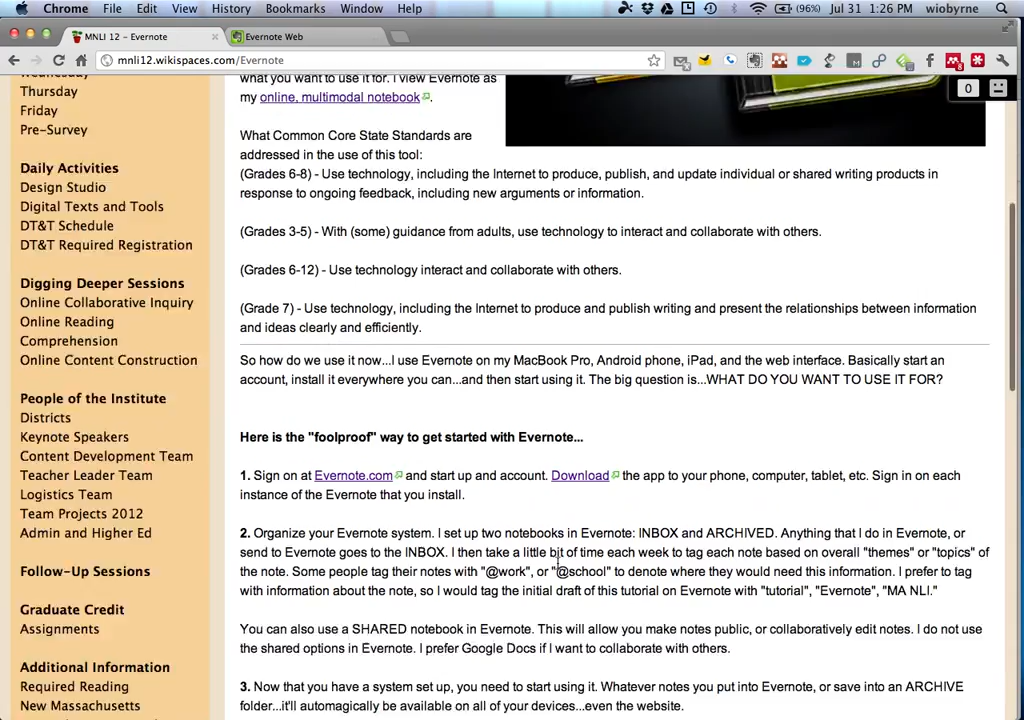 Chrome File Edit View History Bookmarks Window Help (96%) Jul 31 1:26 PM wiobyrne
MNLI 12 - Evernote Evernote Web
mnli12.wikispaces.com/Evernote
Thursday
Friday
Pre-Survey
Daily Activities
Design Studio
Digital Texts and Tools
DT&T Schedule
DT&T Required Registration
Digging Deeper Sessions
Online Collaborative Inquiry
Online Reading
Comprehension
Online Content Construction
People of the Institute
Districts
Keynote Speakers
Content Development Team
Teacher Leader Team
Logistics Team
Team Projects 2012
Admin and Higher Ed
Follow-Up Sessions
Graduate Credit
Assignments
Additional Information
Required Reading
New Massachusetts
what you want to use it for. I view Evernote as
my online, multimodal notebook.
0
What Common Core State Standards are
addressed in the use of this tool:
(Grades 6-8) - Use technology, including the Internet to produce, publish, and update individual or shared writing products in
response to ongoing feedback, including new arguments or information.
(Grades 3-5) - With (some) guidance from adults, use technology to interact and collaborate with others.
(Grades 6-12) - Use technology interact and collaborate with others.
(Grade 7) - Use technology, including the Internet to produce and publish writing and present the relationships between information
and ideas clearly and efficiently.
So how do we use it now...I use Evernote on my MacBook Pro, Android phone, iPad, and the web interface. Basically start an
account, install it everywhere you can...and then start using it. The big question is...WHAT DO YOU WANT TO USE IT FOR?
Here is the "foolproof" way to get started with Evernote...
1. Sign on at Evernote.com and start up and account. Download the app to your phone, computer, tablet, etc. Sign in on each
instance of the Evernote that you install.
2. Organize your Evernote system. I set up two notebooks in Evernote: INBOX and ARCHIVED. Anything that I do in Evernote, or
send to Evernote goes to the INBOX. I then take a little bit of time each week to tag each note based on overall "themes" or "topics" of
the note. Some people tag their notes with "@work", or "@school" to denote where they would need this information. I prefer to tag
with information about the note, so I would tag the initial draft of this tutorial on Evernote with "tutorial", "Evernote", "MA NLI."
You can also use a SHARED notebook in Evernote. This will allow you make notes public, or collaboratively edit notes. I do not use
the shared options in Evernote. I prefer Google Docs if I want to collaborate with others.
3. Now that you have a system set up, you need to start using it. Whatever notes you put into Evernote, or save into an ARCHIVE
folder...it'll automagically be available on all of your devices...even the website.